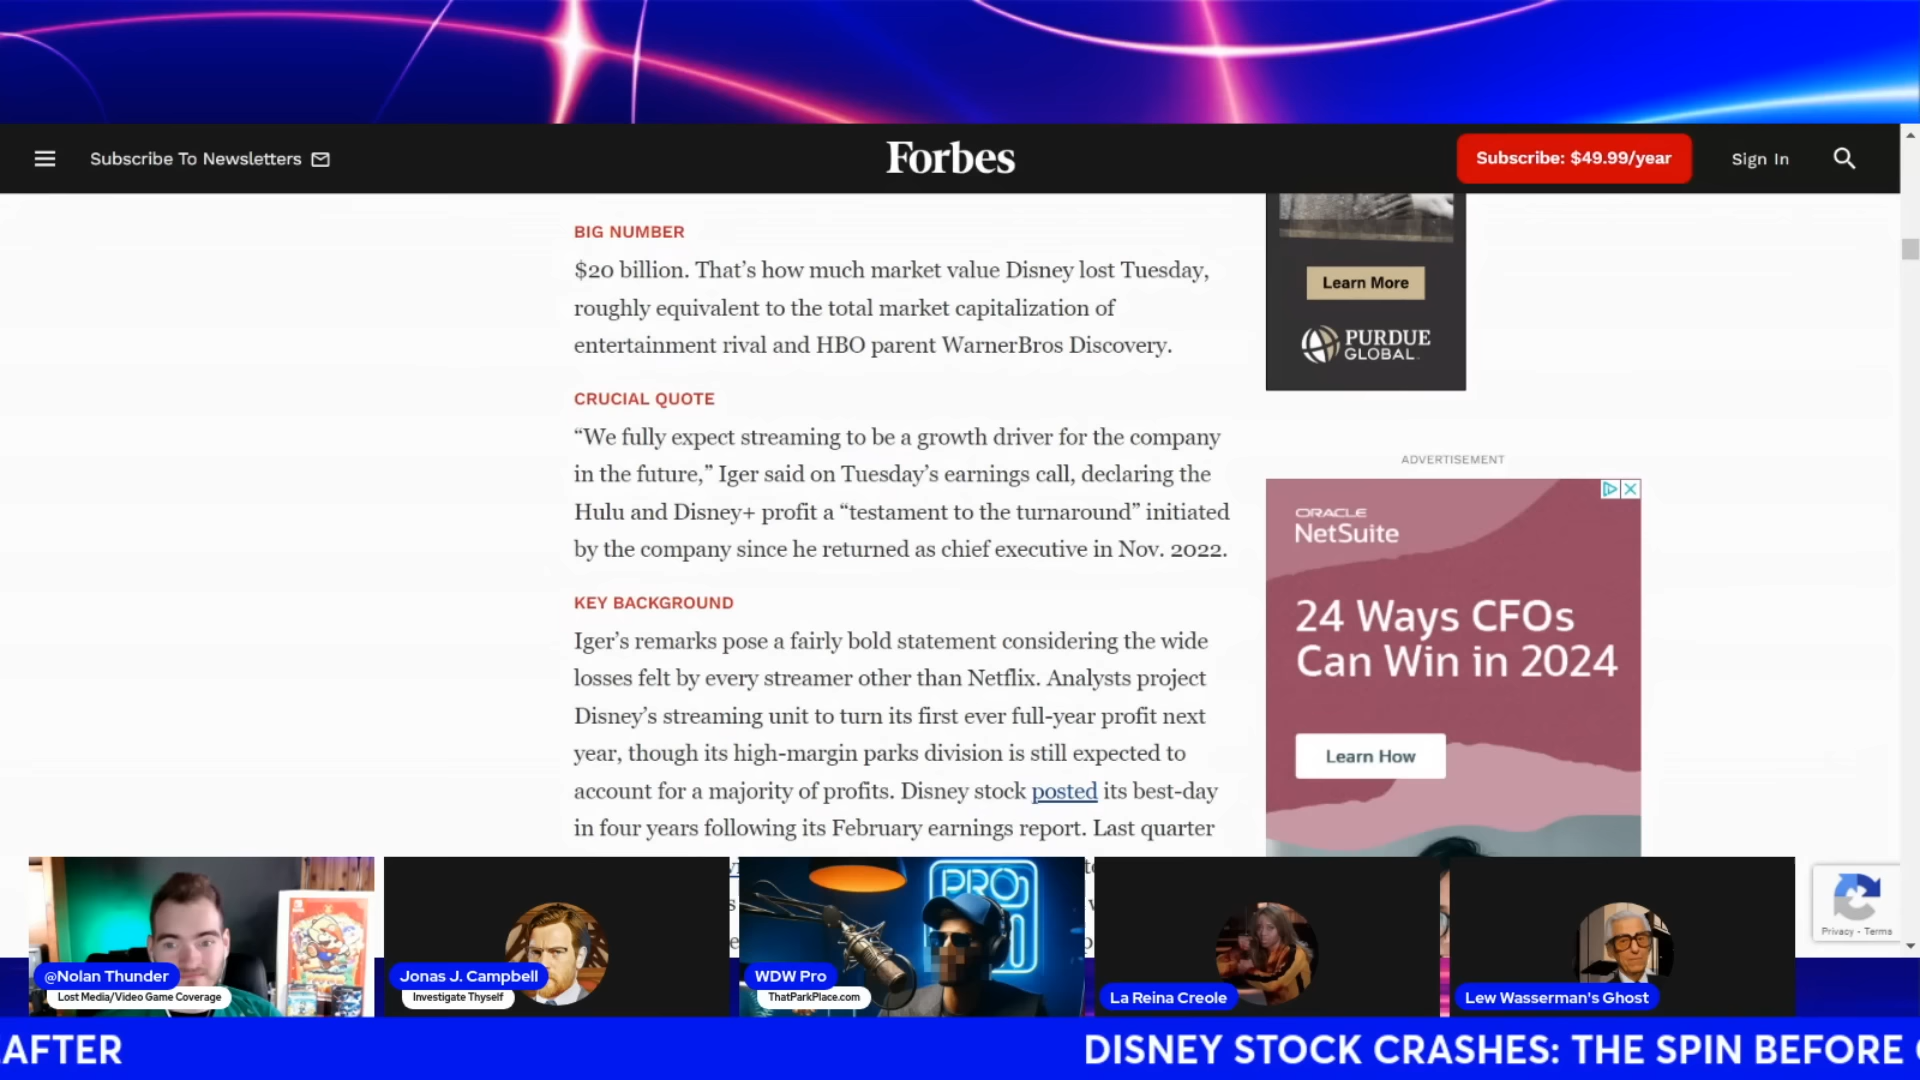 Subscribe To Newsletters
Forbes
Subscribe: $49.99/year
Sign In
BIG NUMBER
$20 billion. That’s how much market value Disney lost Tuesday,
roughly equivalent to the total market capitalization of
entertainment rival and HBO parent WarnerBros Discovery.
CRUCIAL QUOTE
“We fully expect streaming to be a growth driver for the company
in the future,” Iger said on Tuesday’s earnings call, declaring the
Hulu and Disney+ profit a “testament to the turnaround” initiated
by the company since he returned as chief executive in Nov. 2022.
KEY BACKGROUND
Iger’s remarks pose a fairly bold statement considering the wide
losses felt by every streamer other than Netflix. Analysts project
Disney’s streaming unit to turn its first ever full-year profit next
year, though its high-margin parks division is still expected to
account for a majority of profits. Disney stock posted its best-day
in four years following its February earnings report. Last quarter
Learn More
PURDUE
GLOBAL
ADVERTISEMENT
ORACLE
NetSuite
24 Ways CFOs
Can Win in 2024
Learn How
Privacy - Terms
PRO
@Nolan Thunder
Lost Media/Video Game Coverage
Jonas J. Campbell
Investigate Thyself
WDW Pro
ThatParkPlace.com
La Reina Creole
Lew Wasserman's Ghost
AFTER
DISNEY STOCK CRASHES: THE SPIN BEFORE